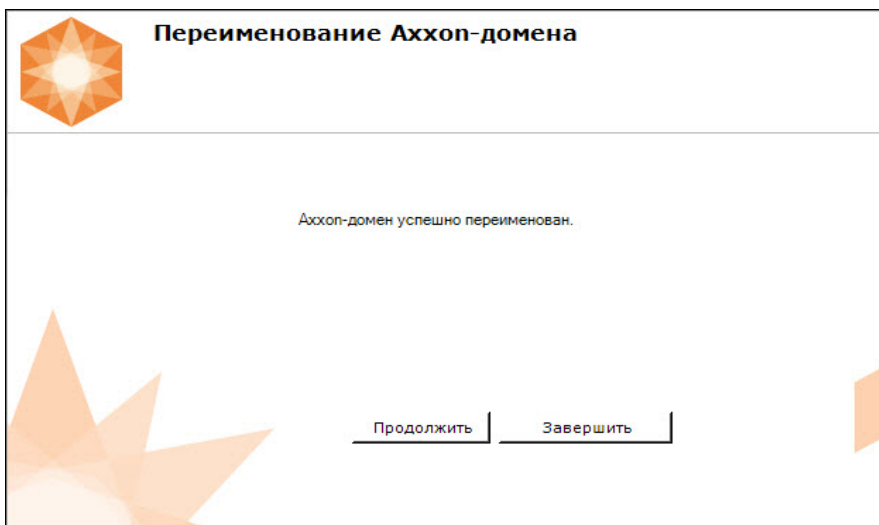 Переименование Axxon-домена
Axxon-домен успешно переименован.
Продолжить
Завершить